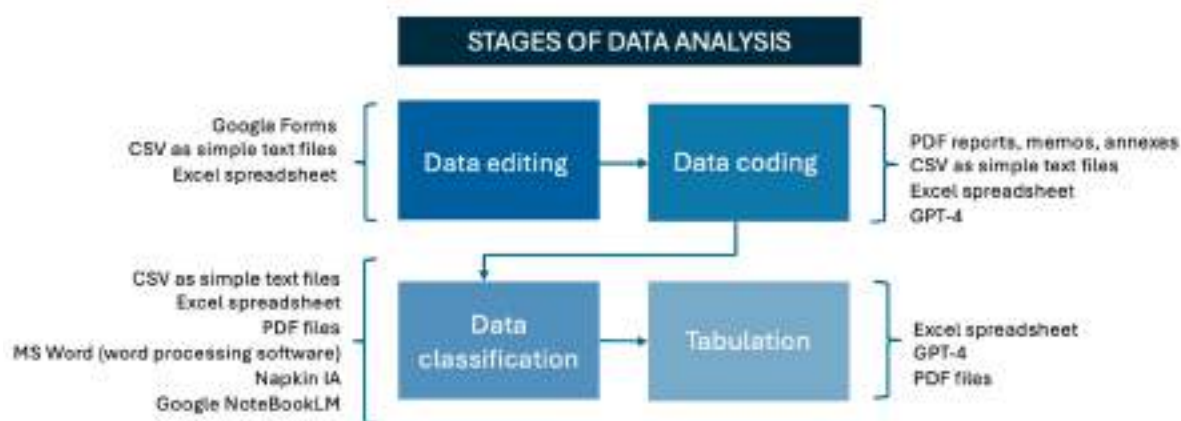 STAGES OF DATA ANALYSIS
Google Forms
CSV as simple text files
Excel spreadsheet
Data editing
Data coding
PDF reports, memos, annexes
CSV as simple text files
Excel spreadsheet
GPT-4
CSV as simple text files
Excel spreadsheet
PDF files
MS Word (word processing software)
Napkin IA
Google NoteBookLM
Data
classification
Tabulation
Excel spreadsheet
GPT-4
PDF files